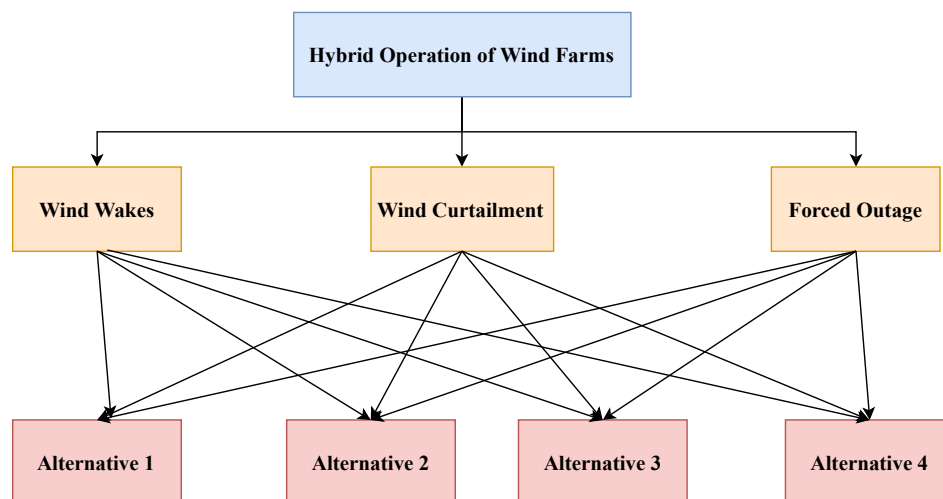 Hybrid Operation of Wind Farms
Wind Wakes
Wind Curtailment
Forced Outage
Alternative 1
Alternative 2
Alternative 3
Alternative 4